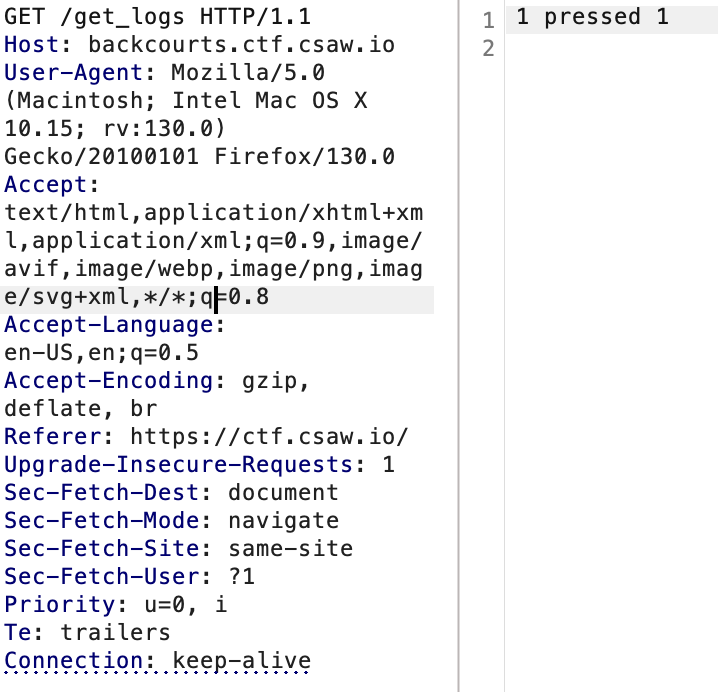 GET /get_logs HTTP/1.1
Host: backcourts.ctf.csaw.io
User-Agent: Mozilla/5.0
(Macintosh; Intel Mac OS X
10.15; rv:130.0)
Gecko/20100101 Firefox/130.0
Accept:
text/html,application/xhtml+xm
l,application/xml;q=0.9,image/
avif,image/webp,image/png,imag
e/svg+xml,*/*;q=0.8
Accept-Language:
en-US,en;q=0.5
Accept-Encoding: gzip,
deflate, br
Referer: https://ctf.csaw.io/
Upgrade-Insecure-Requests: 1
Sec-Fetch-Dest: document
Sec-Fetch-Mode: navigate
Sec-Fetch-Site: same-site
Sec-Fetch-User: ?1
Priority: u=0, i
Te: trailers
Connection: keep-alive
1 1 pressed 1
2